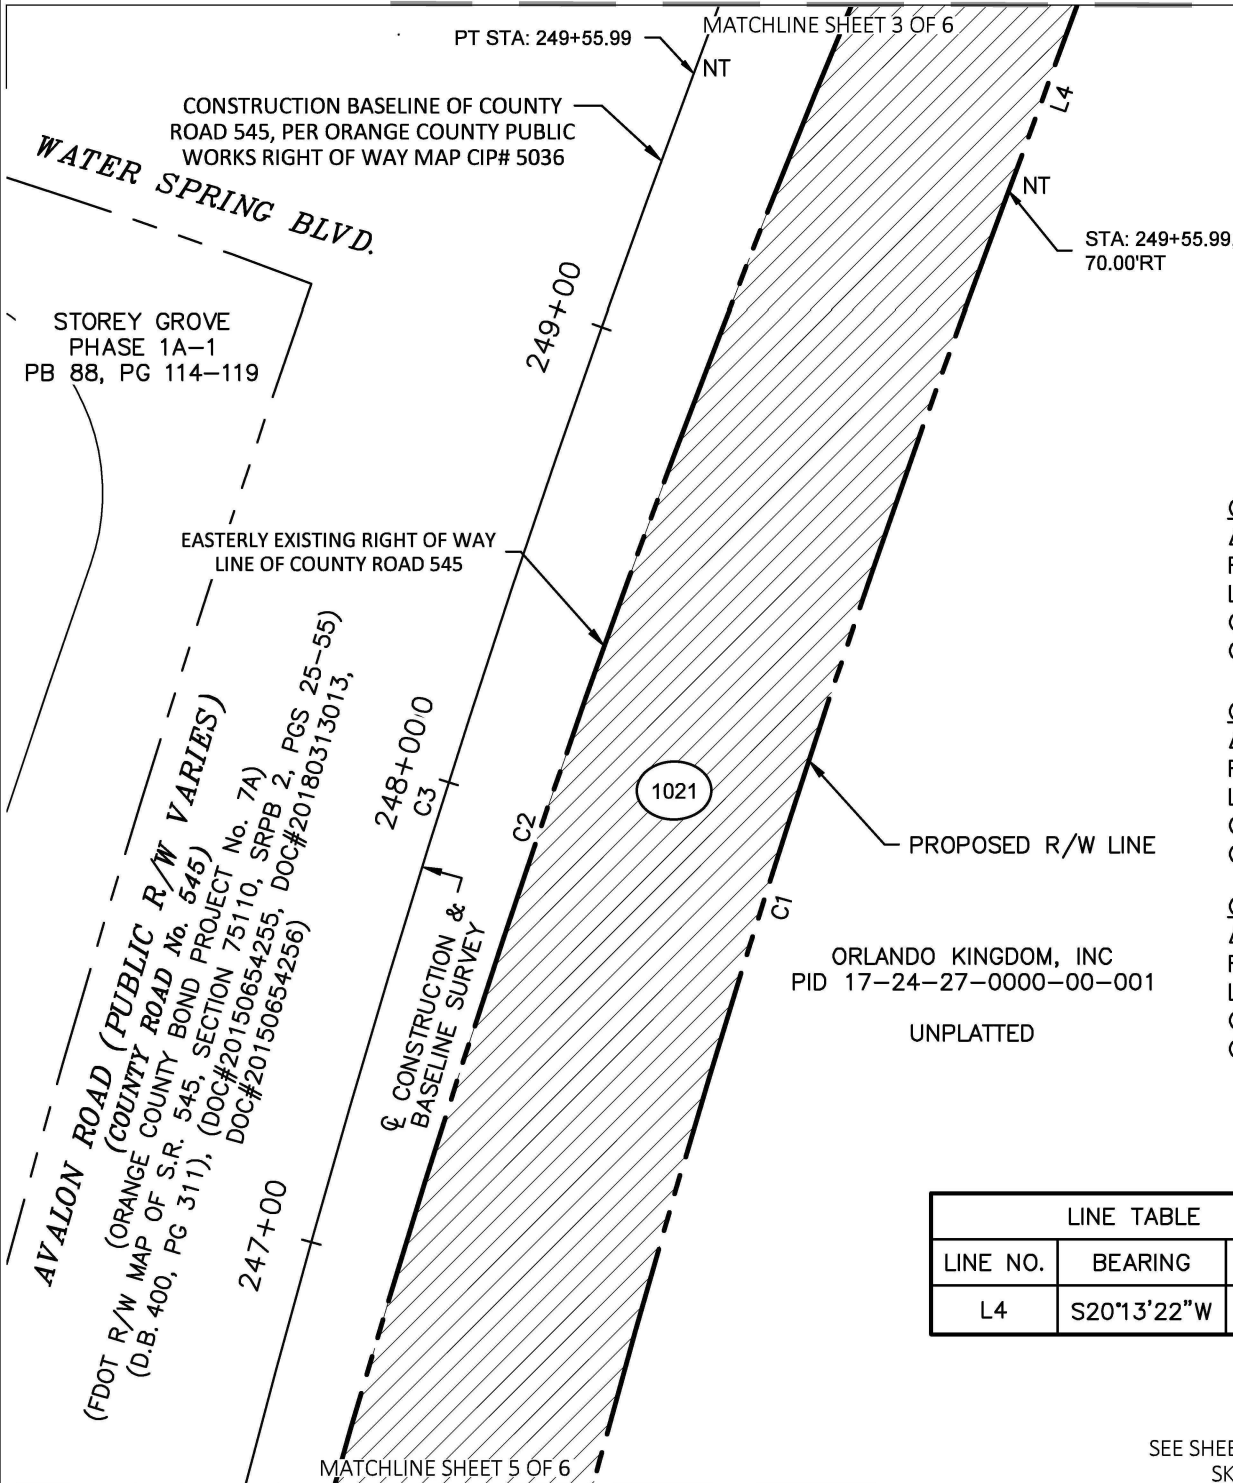 MATCHLINE SHEET 3 OF 6
PT STA: 249+55.99
NT
L4
CONSTRUCTION BASELINE OF COUNTY
ROAD 545, PER ORANGE COUNTY PUBLIC
WORKS RIGHT OF WAY MAP CIP# 5036
WATER SPRING BLVD.
NT
STA: 249+55.99,
70.00'RT
249+00
STOREY GROVE
PHASE 1A-1
PB 88, PG 114-119
EASTERLY EXISTING RIGHT OF WAY
LINE OF COUNTY ROAD 545
248+000
C3
C2
1021
PROPOSED R/W LINE
C1
ORLANDO KINGDOM, INC
PID 17-24-27-0000-00-001
UNPLATTED
℄ CONSTRUCTION &
BASELINE SURVEY
AVALON ROAD (PUBLIC R/W VARIES)
(COUNTY ROAD No. 545)
(ORANGE COUNTY BOND PROJECT No. 7A)
(FDOT R/W MAP OF S.R. 545, SECTION 75110, SRPB 2, PGS 25-55)
(D.B. 400, PG 311), (DOC#20150654255, DOC#20180313013,
DOC#20150654256)
247+00
LINE TABLE
LINE NO. BEARING
L4 S20°13'22"W
MATCHLINE SHEET 5 OF 6
SEE